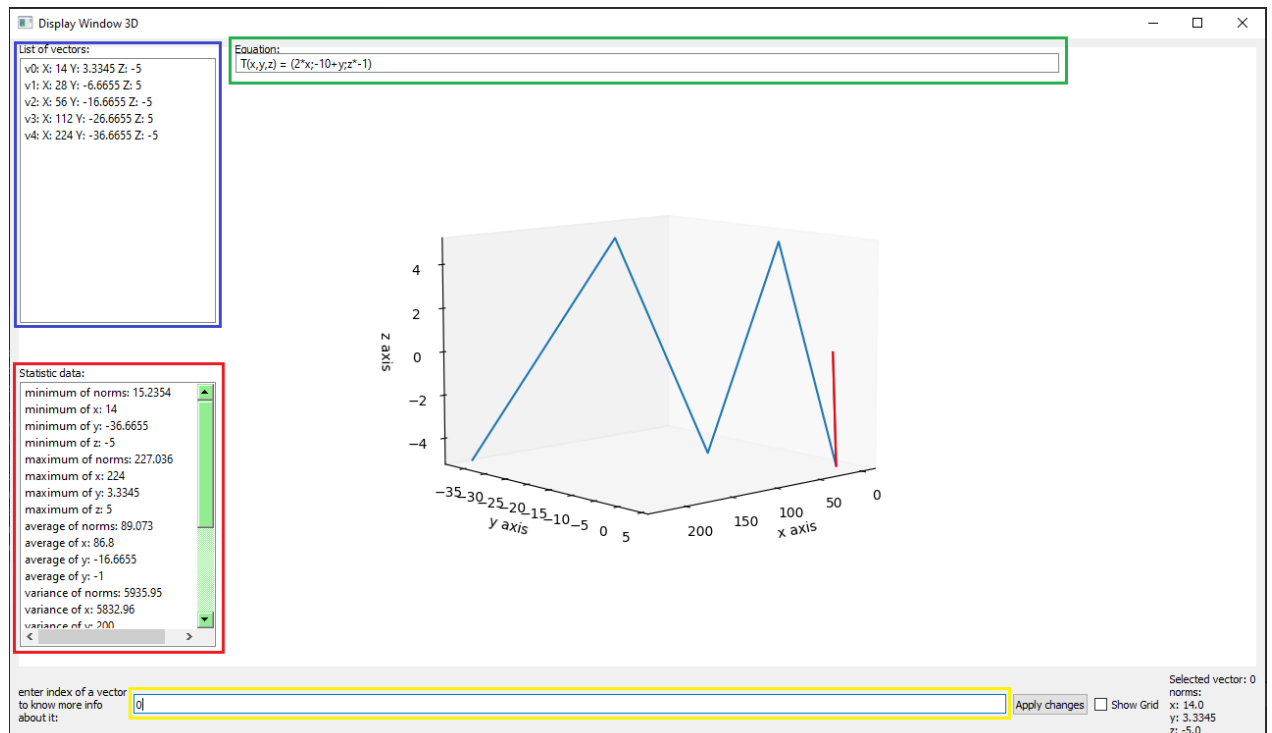 Display Window 3D
List of vectors:
v0: X: 14 Y: 3.3345 Z: -5
v1: X: 28 Y: -6.6655 Z: 5
v2: X: 56 Y: -16.6655 Z: -5
v3: X: 112 Y: -26.6655 Z: 5
v4: X: 224 Y: -36.6655 Z: -5
Equation:
T(x,y,z) = (2*x;-10+y;z*-1)
4
2
0
−2
−4
z axis
−35
−30
−25
−20
−15
−10
−5
0
5
y axis
200
150
100
50
0
x axis
Statistic data:
minimum of norms: 15.2354
minimum of x: 14
minimum of y: -36.6655
minimum of z: -5
maximum of norms: 227.036
maximum of x: 224
maximum of y: 3.3345
maximum of z: 5
average of norms: 89.073
average of x: 86.8
average of y: -16.6655
average of y: -1
variance of norms: 5935.95
variance of x: 5832.96
variance of y: 200
enter index of a vector
to know more info
about it:
0
Apply changes
Show Grid
Selected vector: 0
norms:
x: 14.0
y: 3.3345
z: -5.0